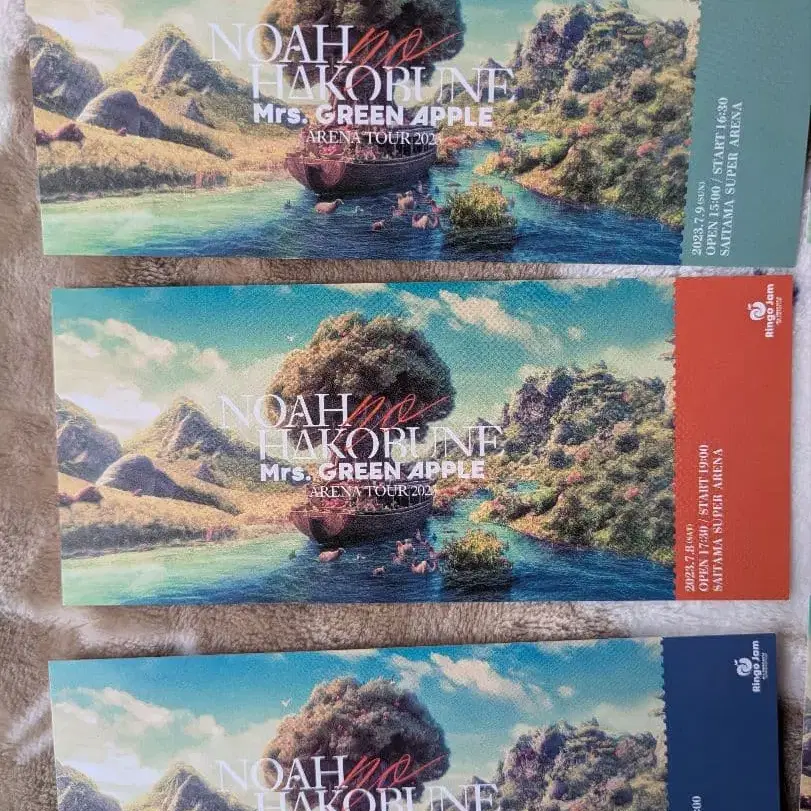 NOAH no
HAKOBUNE
Mrs. GREEN APPLE
ARENA TOUR 2023
2023.7.9 (SUN)
OPEN 15:00 / START 16:30
SAITAMA SUPER ARENA
NOAH no
HAKOBUNE
Mrs. GREEN APPLE
ARENA TOUR 2023
Ringo Jam
2023.7.8 (SAT)
OPEN 17:30 / START 19:00
SAITAMA SUPER ARENA
NOAH no
HAKOBUNE
Ringo Jam